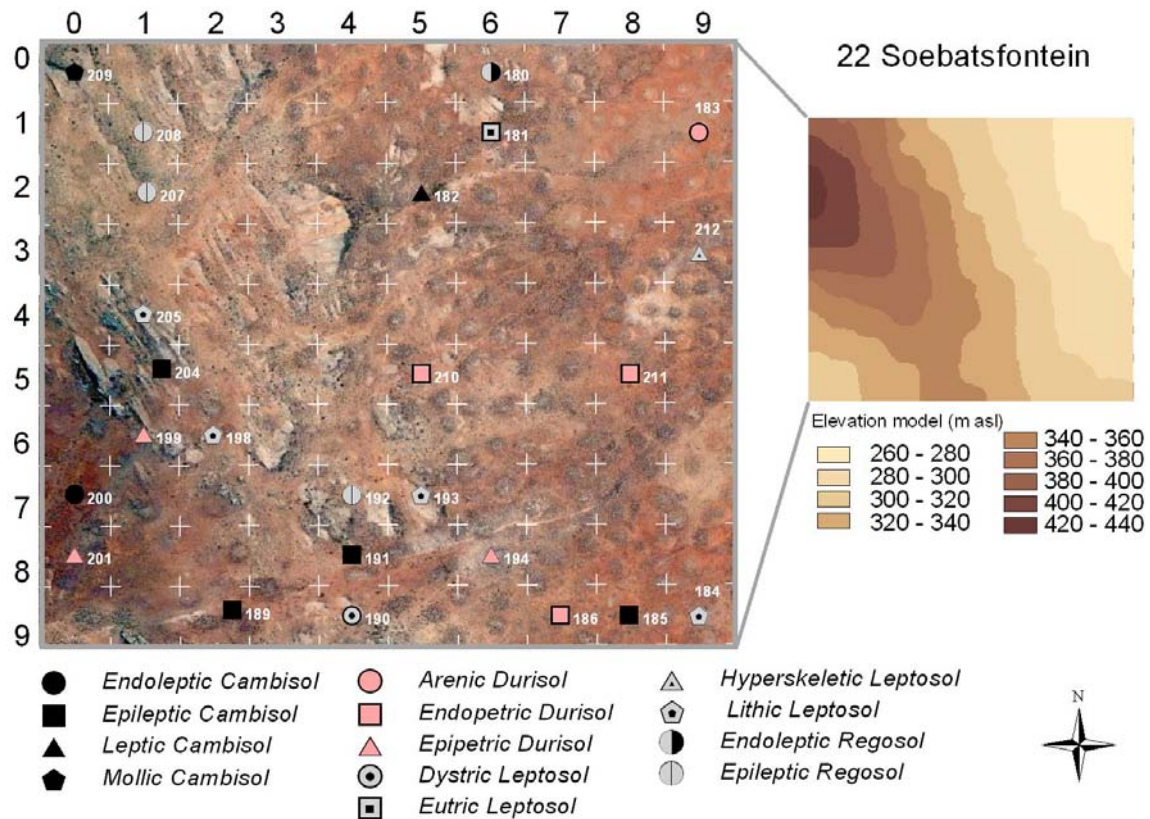 0 1 2 3 4 5 6 7 8 9
22 Soebatsfontein
0
209
180
183
1
208
181
2
207
182
212
3
4
205
204
210
211
5
199
198
6
200
192
193
7
201
191
194
8
189
190
186
185
184
9
Elevation model (m asl)
260 - 280
280 - 300
300 - 320
320 - 340
340 - 360
360 - 380
380 - 400
400 - 420
420 - 440
Endoleptic Cambisol
Epileptic Cambisol
Leptic Cambisol
Mollic Cambisol
Arenic Durisol
Endopetric Durisol
Epipetric Durisol
Dystric Leptosol
Eutric Leptosol
Hyperskeletic Leptosol
Lithic Leptosol
Endoleptic Regosol
Epileptic Regosol
N